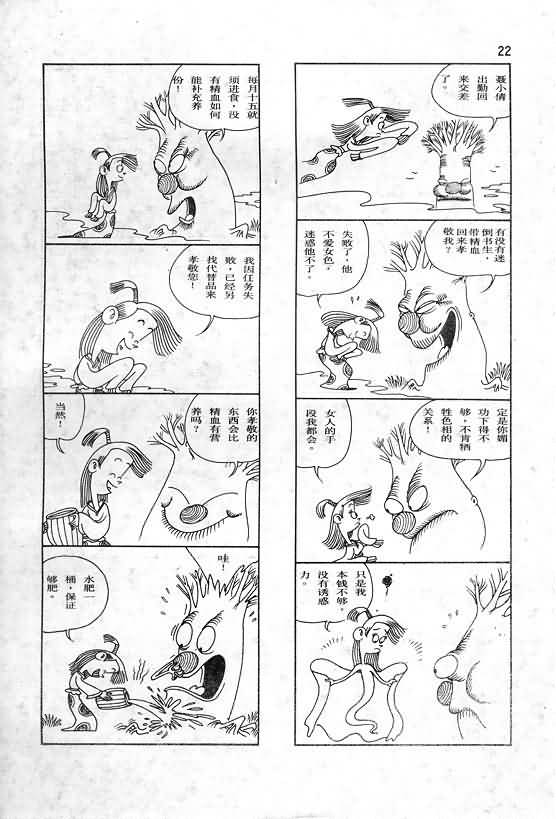 22
聂小倩
出勤回
来交差
了。
有没有迷
倒书生，
带精血
回来孝
敬我？
失败了，他
不爱女色，
迷惑他不了。
定是你媚
功下得不
够，不肯牺
牲色相的
关系！
女人的手
段我都会。
只是我
本钱不够，
没有诱惑
力。
每月十五就
须进食，没
有精血如何
能补充养
份！
我因任务失
败，已经另
找代替品来
孝敬您！
你孝敬的
东西会比
精血有营
养吗？
当然！
哇！
水肥一
桶，保证
够肥。